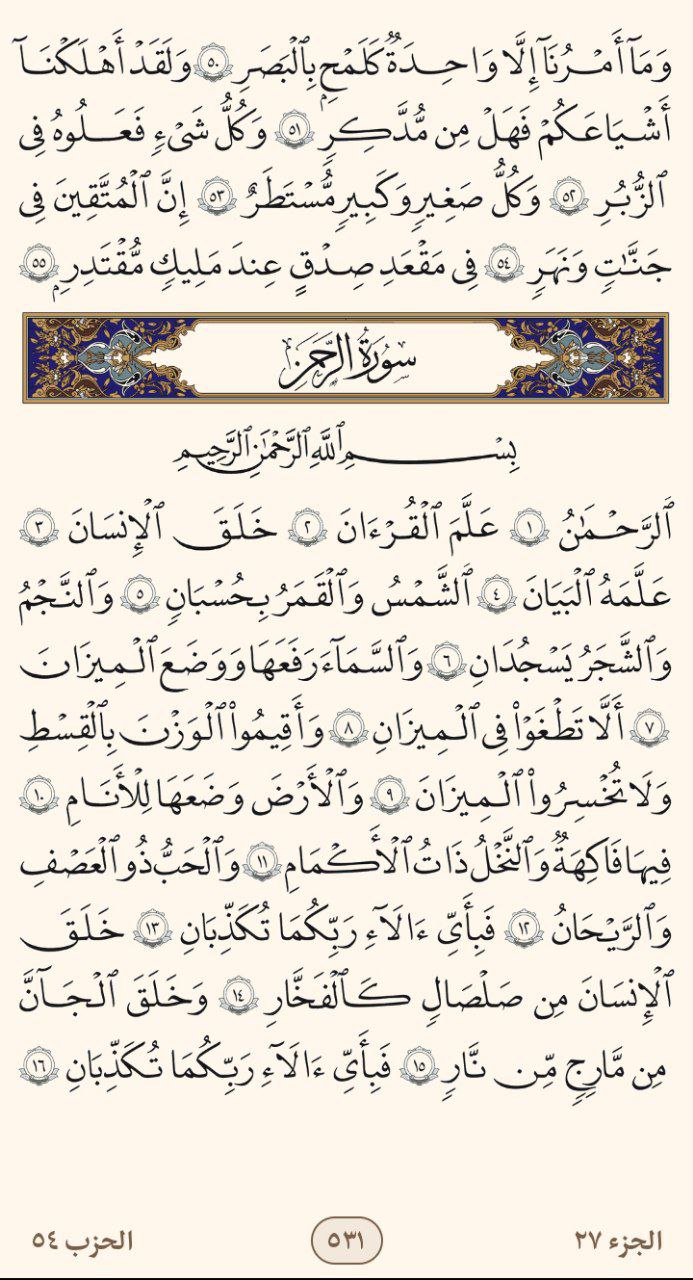 وَمَآ أَمْرُنَآ إِلَّا وَٰحِدَةٌ كَلَمْحٍۭ بِٱلْبَصَرِ ٥٠ وَلَقَدْ أَهْلَكْنَآ
أَشْيَاعَكُمْ فَهَلْ مِن مُّدَّكِرٍ ٥١ وَكُلُّ شَىْءٍ فَعَلُوهُ فِى
ٱلزُّبُرِ ٥٢ وَكُلُّ صَغِيرٍ وَكَبِيرٍ مُّسْتَطَرٌ ٥٣ إِنَّ ٱلْمُتَّقِينَ فِى
جَنَّٰتٍ وَنَهَرٍ ٥٤ فِى مَقْعَدِ صِدْقٍ عِندَ مَلِيكٍ مُّقْتَدِرٍۭ ٥٥
سُورَةُ الرَّحْمَٰن
بِسْمِ ٱللَّهِ ٱلرَّحْمَٰنِ ٱلرَّحِيمِ
ٱلرَّحْمَٰنُ ١ عَلَّمَ ٱلْقُرْءَانَ ٢ خَلَقَ ٱلْإِنسَٰنَ ٣
عَلَّمَهُ ٱلْبَيَانَ ٤ ٱلشَّمْسُ وَٱلْقَمَرُ بِحُسْبَانٍ ٥ وَٱلنَّجْمُ
وَٱلشَّجَرُ يَسْجُدَانِ ٦ وَٱلسَّمَآءَ رَفَعَهَا وَوَضَعَ ٱلْمِيزَانَ
٧ أَلَّا تَطْغَوْا۟ فِى ٱلْمِيزَانِ ٨ وَأَقِيمُوا۟ ٱلْوَزْنَ بِٱلْقِسْطِ
وَلَا تُخْسِرُوا۟ ٱلْمِيزَانَ ٩ وَٱلْأَرْضَ وَضَعَهَا لِلْأَنَامِ ١٠
فِيهَا فَٰكِهَةٌ وَٱلنَّخْلُ ذَاتُ ٱلْأَكْمَامِ ١١ وَٱلْحَبُّ ذُو ٱلْعَصْفِ
وَٱلرَّيْحَانُ ١٢ فَبِأَىِّ ءَالَآءِ رَبِّكُمَا تُكَذِّبَانِ ١٣ خَلَقَ
ٱلْإِنسَٰنَ مِن صَلْصَٰلٍ كَٱلْفَخَّارِ ١٤ وَخَلَقَ ٱلْجَآنَّ
مِن مَّارِجٍ مِّن نَّارٍ ١٥ فَبِأَىِّ ءَالَآءِ رَبِّكُمَا تُكَذِّبَانِ ١٦
الجزء ٢٧ ٥٣١ الحزب ٥٤